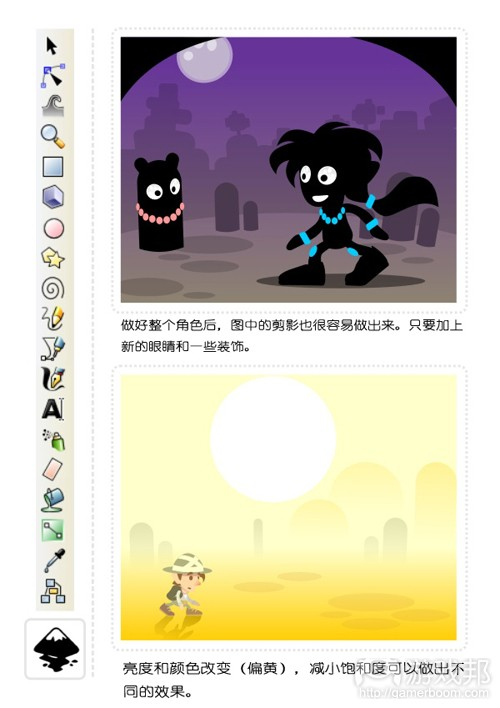 做好整个角色后，图中的剪影也很容易做出来。只要加上
新的眼睛和一些装饰。
亮度和颜色改变（偏黄），减小饱和度可以做出不
同的效果。
游戏邦
http://gamerboom.com